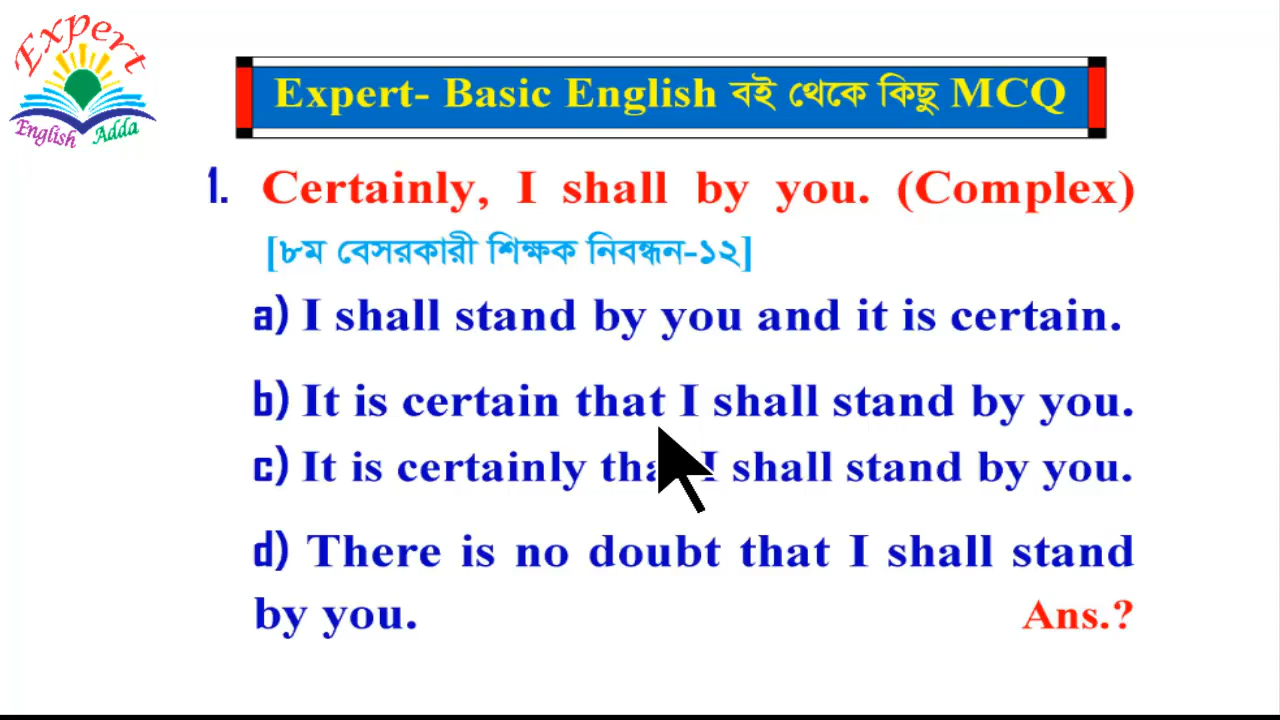 Expert
English Adda
Expert- Basic English বই থেকে কিছু MCQ
1. Certainly, I shall by you. (Complex)
[৮ম বেসরকারী শিক্ষক নিবন্ধন-১২]
a) I shall stand by you and it is certain.
b) It is certain that I shall stand by you.
c) It is certainly that I shall stand by you.
d) There is no doubt that I shall stand
by you.
Ans.?